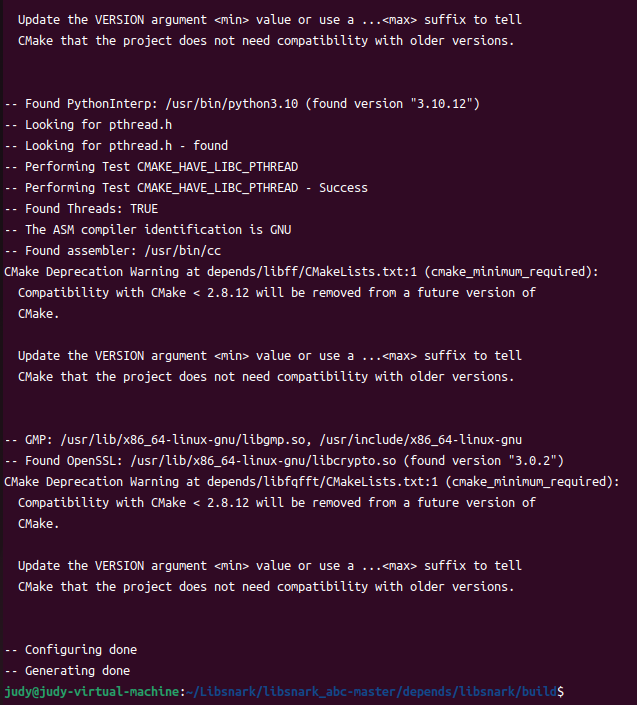 Update the VERSION argument <min> value or use a ...<max> suffix to tell
CMake that the project does not need compatibility with older versions.
-- Found PythonInterp: /usr/bin/python3.10 (found version "3.10.12")
-- Looking for pthread.h
-- Looking for pthread.h - found
-- Performing Test CMAKE_HAVE_LIBC_PTHREAD
-- Performing Test CMAKE_HAVE_LIBC_PTHREAD - Success
-- Found Threads: TRUE
-- The ASM compiler identification is GNU
-- Found assembler: /usr/bin/cc
CMake Deprecation Warning at depends/libff/CMakeLists.txt:1 (cmake_minimum_required):
Compatibility with CMake < 2.8.12 will be removed from a future version of
CMake.
Update the VERSION argument <min> value or use a ...<max> suffix to tell
CMake that the project does not need compatibility with older versions.
-- GMP: /usr/lib/x86_64-linux-gnu/libgmp.so, /usr/include/x86_64-linux-gnu
-- Found OpenSSL: /usr/lib/x86_64-linux-gnu/libcrypto.so (found version "3.0.2")
CMake Deprecation Warning at depends/libfqfft/CMakeLists.txt:1 (cmake_minimum_required):
Compatibility with CMake < 2.8.12 will be removed from a future version of
CMake.
Update the VERSION argument <min> value or use a ...<max> suffix to tell
CMake that the project does not need compatibility with older versions.
-- Configuring done
-- Generating done
judy@judy-virtual-machine:~/Libsnark/libsnark_abc-master/depends/libsnark/build$